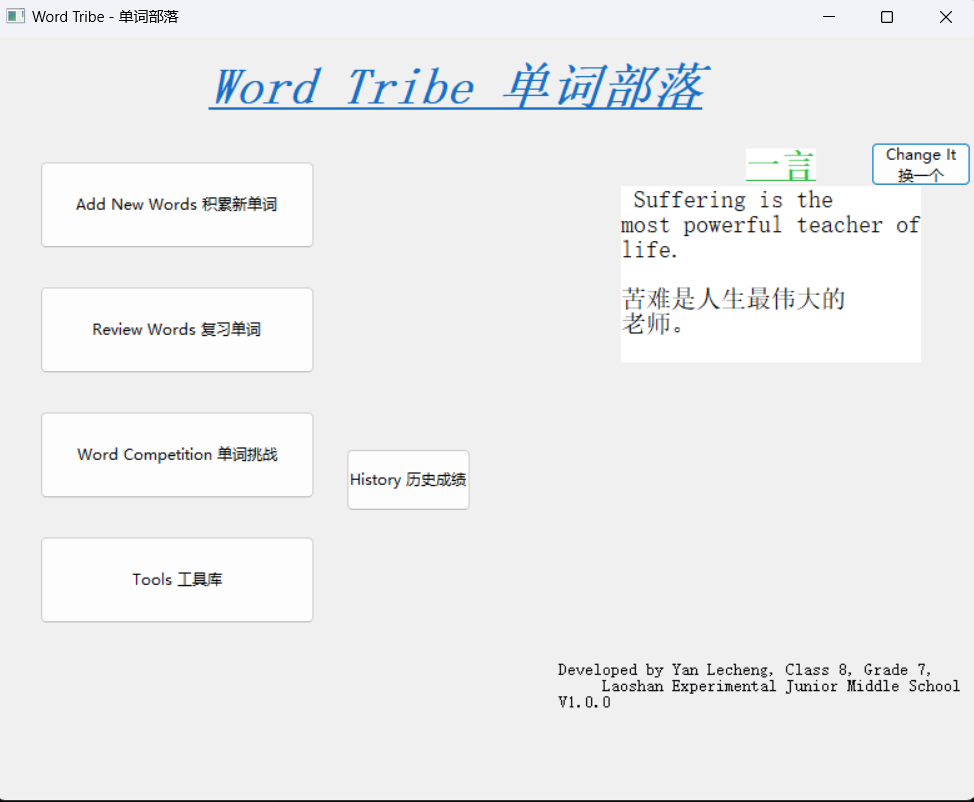 Word Tribe - 单词部落
Word Tribe 单词部落
Add New Words 积累新单词
Review Words 复习单词
Word Competition 单词挑战
History 历史成绩
Tools 工具库
一言
Change It
换一个
Suffering is the
most powerful teacher of
life.
苦难是人生最伟大的
老师。
Developed by Yan Lecheng, Class 8, Grade 7,
Laoshan Experimental Junior Middle School
V1.0.0